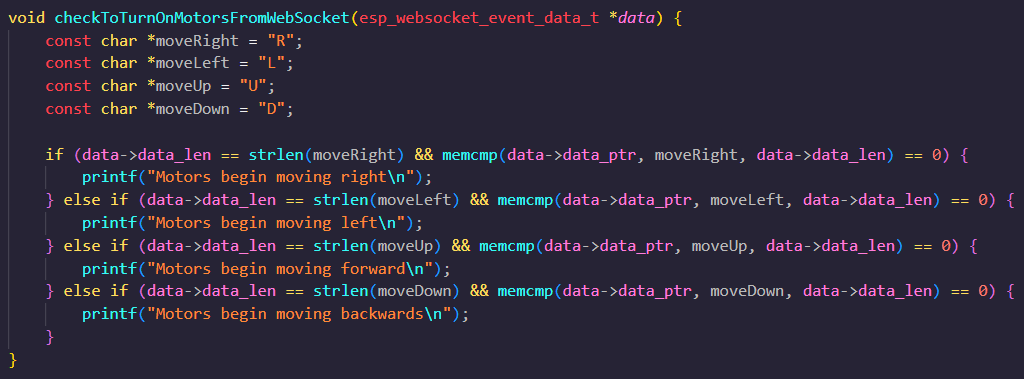 void checkToTurnOnMotorsFromWebSocket(esp_websocket_event_data_t *data) {
    const char *moveRight = "R";
    const char *moveLeft = "L";
    const char *moveUp = "U";
    const char *moveDown = "D";

    if (data->data_len == strlen(moveRight) && memcmp(data->data_ptr, moveRight, data->data_len) == 0) {
        printf("Motors begin moving right\n");
    } else if (data->data_len == strlen(moveLeft) && memcmp(data->data_ptr, moveLeft, data->data_len) == 0) {
        printf("Motors begin moving left\n");
    } else if (data->data_len == strlen(moveUp) && memcmp(data->data_ptr, moveUp, data->data_len) == 0) {
        printf("Motors begin moving forward\n");
    } else if (data->data_len == strlen(moveDown) && memcmp(data->data_ptr, moveDown, data->data_len) == 0) {
        printf("Motors begin moving backwards\n");
    }
}